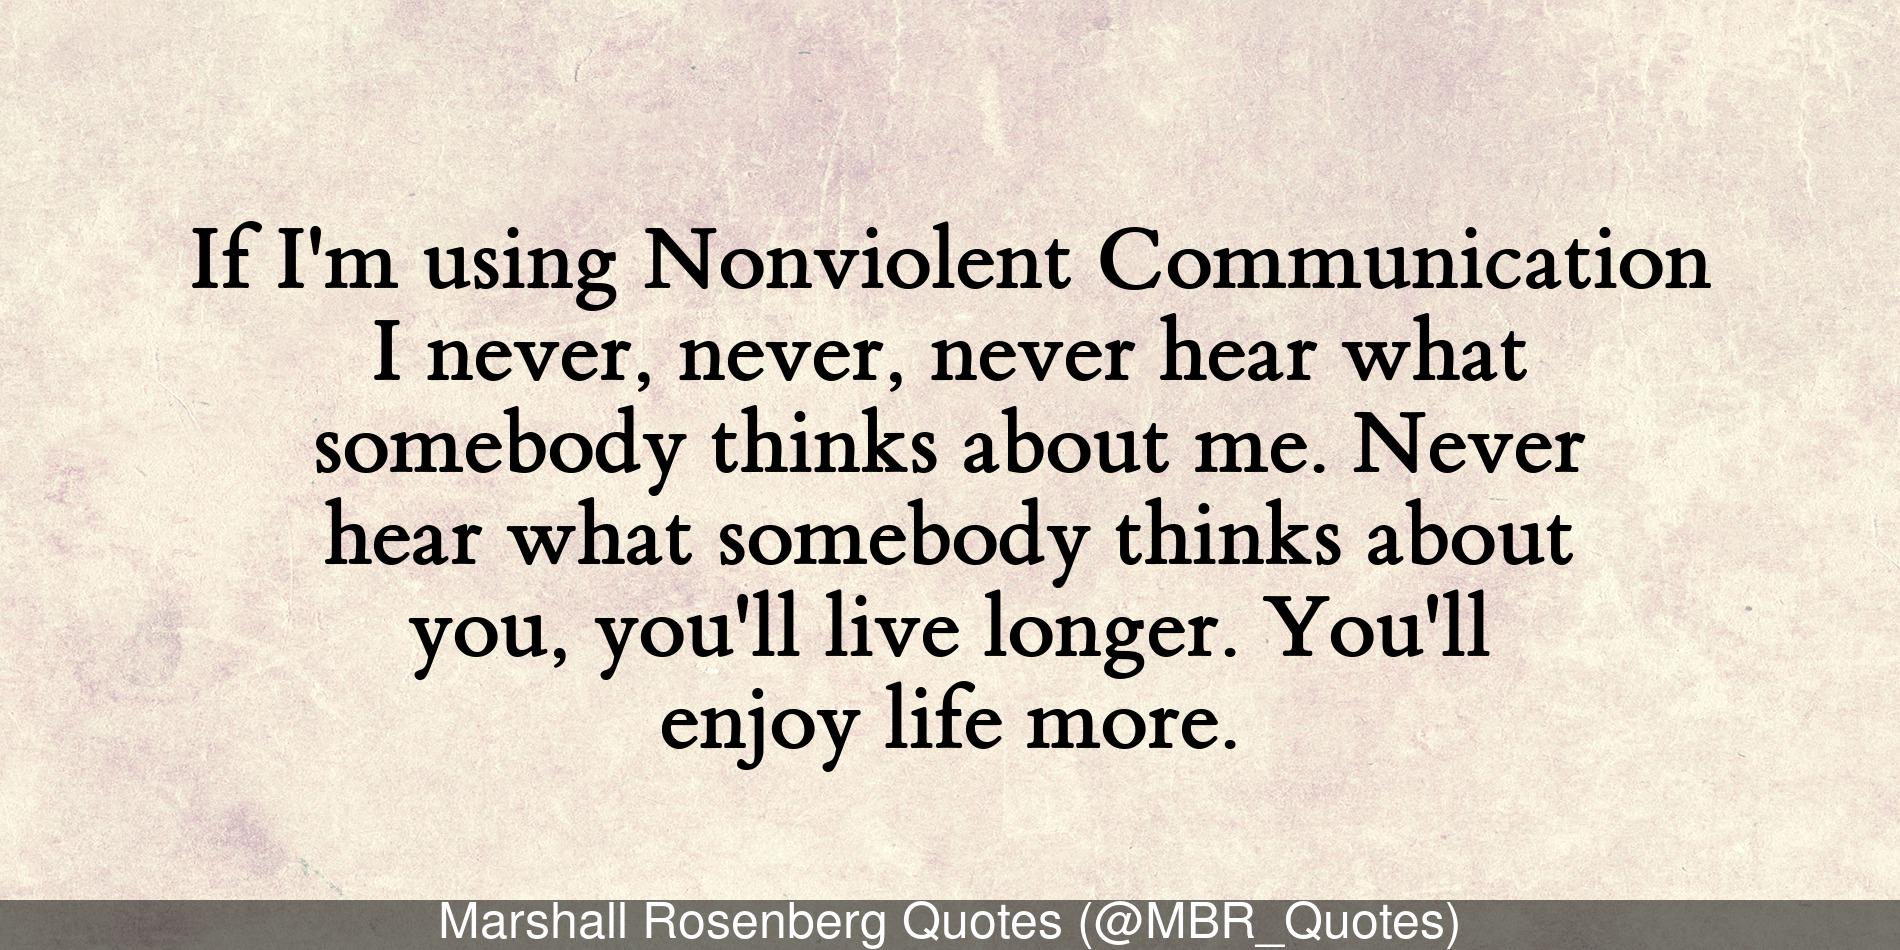 If I'm using Nonviolent Communication
I never, never, never hear what
somebody thinks about me. Never
hear what somebody thinks about
you, you'll live longer. You'll
enjoy life more.
Marshall Rosenberg Quotes (@MBR_Quotes)